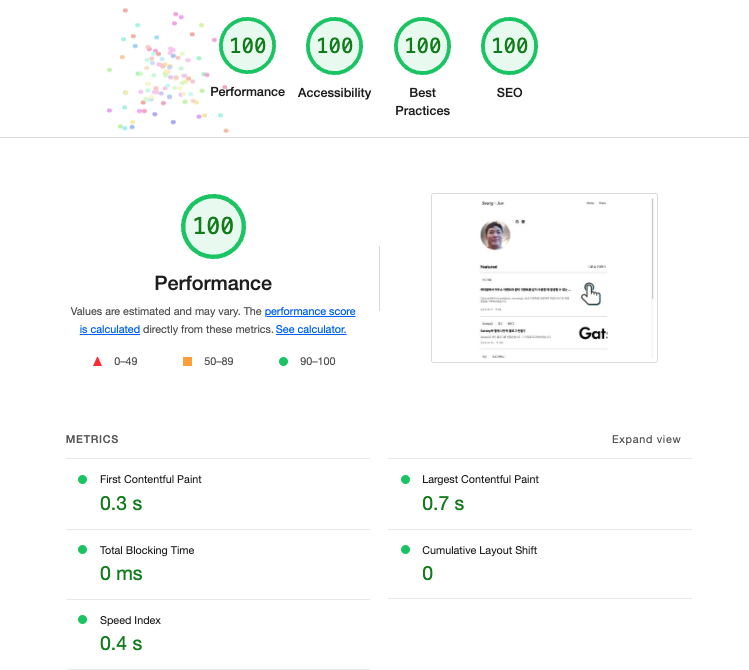 100
100
100
100
Performance
Accessibility
Best
Practices
SEO
100
Performance
Values are estimated and may vary. The performance score
is calculated directly from these metrics. See calculator.
0–49
50–89
90–100
Seong - Jun
Home
Featured
Gat
METRICS
Expand view
First Contentful Paint
0.3 s
Largest Contentful Paint
0.7 s
Total Blocking Time
0 ms
Cumulative Layout Shift
0
Speed Index
0.4 s